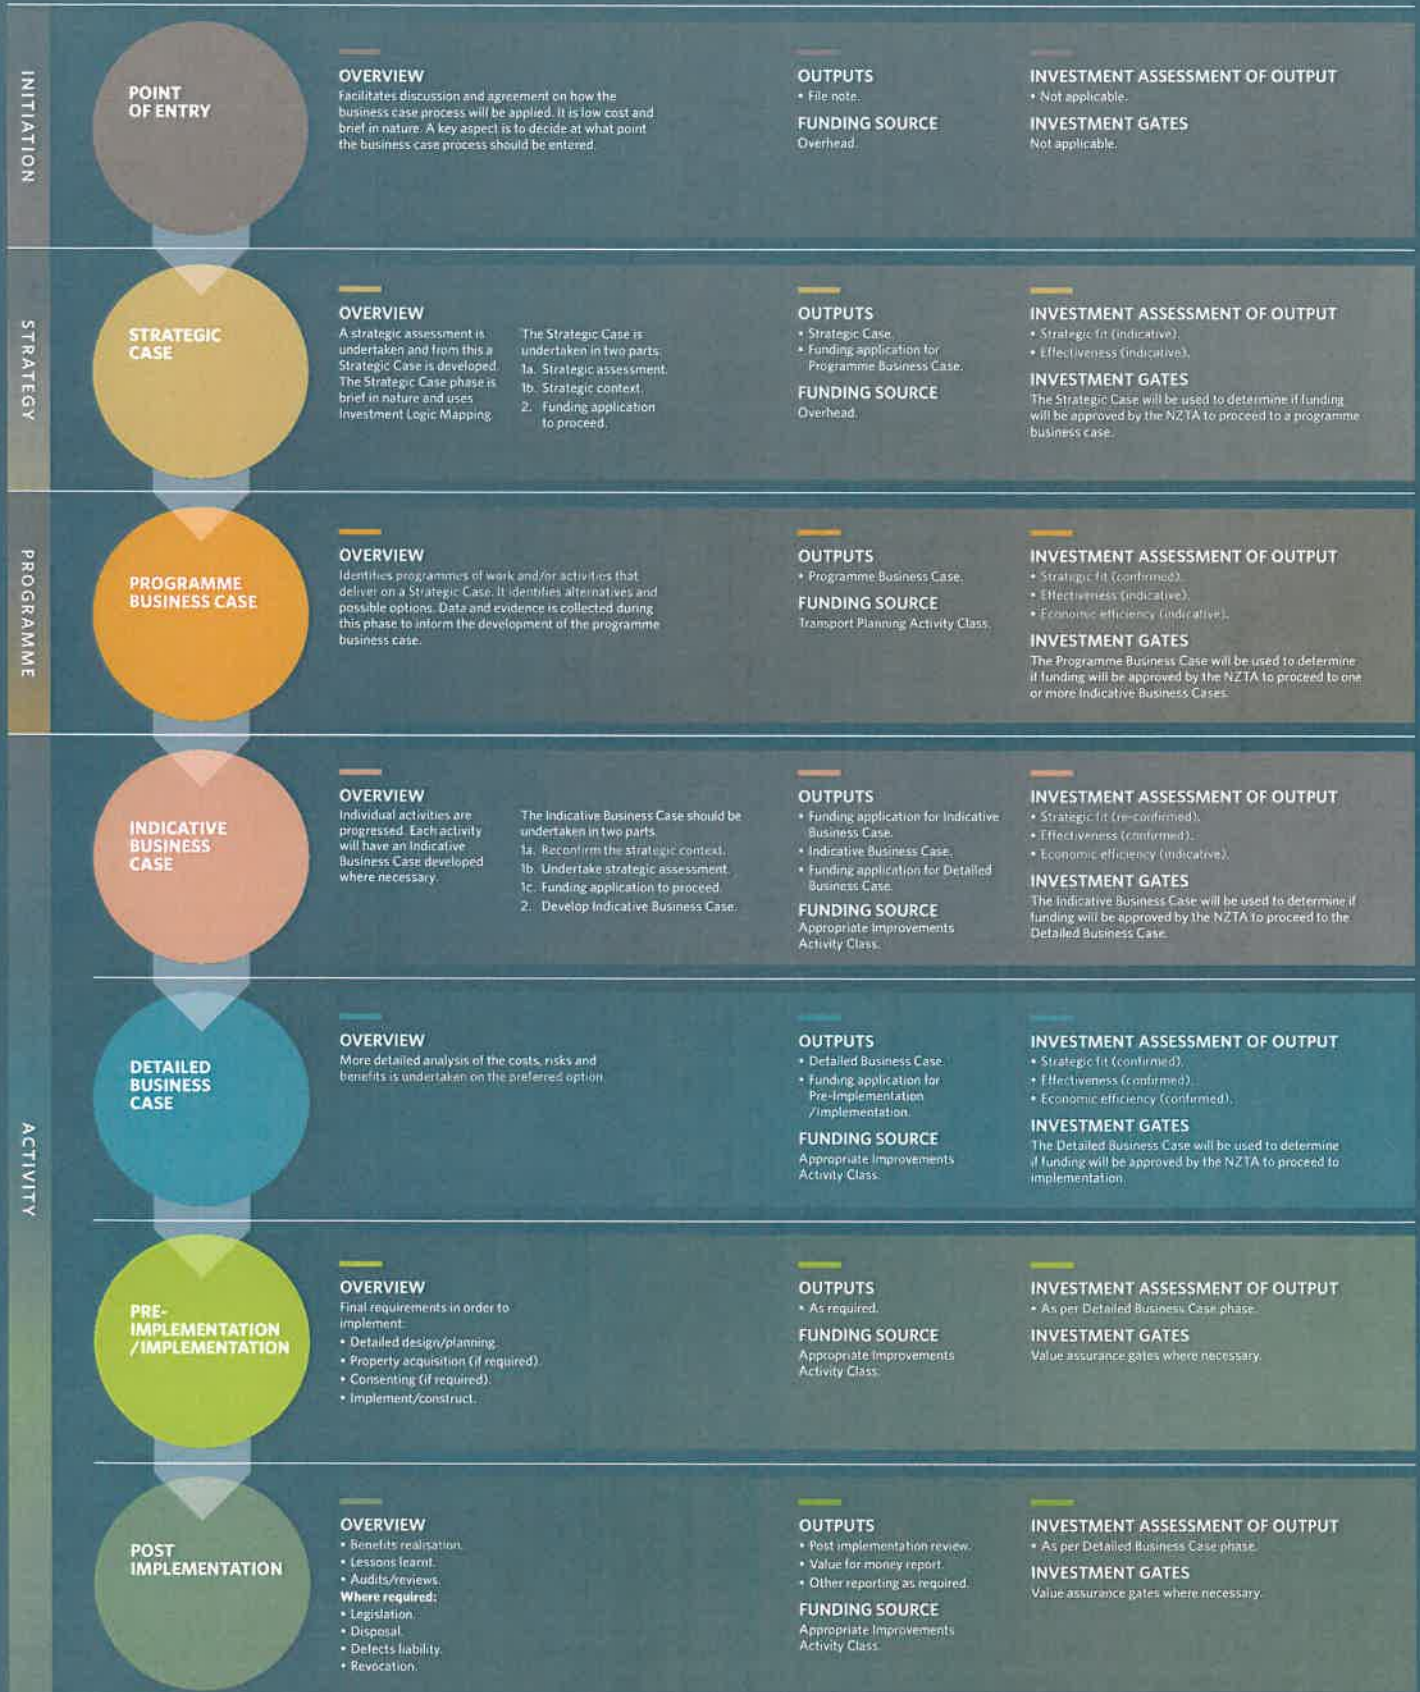 INITIATION
POINT
OF ENTRY
OVERVIEW
Facilitates discussion and agreement on how the
business case process will be applied. It is low cost and
brief in nature. A key aspect is to decide at what point
the business case process should be entered.
OUTPUTS
• File note.
FUNDING SOURCE
Overhead.
INVESTMENT ASSESSMENT OF OUTPUT
• Not applicable.
INVESTMENT GATES
Not applicable.
STRATEGY
STRATEGIC
CASE
OVERVIEW
A strategic assessment is
undertaken and from this a
Strategic Case is developed.
The Strategic Case phase is
brief in nature and uses
Investment Logic Mapping.
The Strategic Case is
undertaken in two parts.
1a. Strategic assessment.
1b. Strategic context.
2. Funding application
to proceed.
OUTPUTS
• Strategic Case.
• Funding application for
Programme Business Case.
FUNDING SOURCE
Overhead.
INVESTMENT ASSESSMENT OF OUTPUT
• Strategic fit (indicative).
• Effectiveness (indicative).
INVESTMENT GATES
The Strategic Case will be used to determine if funding
will be approved by the NZTA to proceed to a programme
business case.
PROGRAMME
PROGRAMME
BUSINESS CASE
OVERVIEW
Identifies programmes of work and/or activities that
deliver on a Strategic Case. It identifies alternatives and
possible options. Data and evidence is collected during
this phase to inform the development of the programme
business case.
OUTPUTS
• Programme Business Case.
FUNDING SOURCE
Transport Planning Activity Class.
INVESTMENT ASSESSMENT OF OUTPUT
• Strategic fit (confirmed).
• Effectiveness (indicative).
• Economic efficiency (indicative).
INVESTMENT GATES
The Programme Business Case will be used to determine
if funding will be approved by the NZTA to proceed to one
or more Indicative Business Cases.
ACTIVITY
INDICATIVE
BUSINESS
CASE
OVERVIEW
Individual activities are
progressed. Each activity
will have an Indicative
Business Case developed
where necessary.
The Indicative Business Case should be
undertaken in two parts.
1a. Reconfirm the strategic context.
1b. Undertake strategic assessment.
1c. Funding application to proceed.
2. Develop Indicative Business Case.
OUTPUTS
• Funding application for Indicative
Business Case.
• Indicative Business Case.
• Funding application for Detailed
Business Case.
FUNDING SOURCE
Appropriate Improvements
Activity Class.
INVESTMENT ASSESSMENT OF OUTPUT
• Strategic fit (re-confirmed).
• Effectiveness (confirmed).
• Economic efficiency (indicative).
INVESTMENT GATES
The Indicative Business Case will be used to determine if
funding will be approved by the NZTA to proceed to the
Detailed Business Case.
DETAILED
BUSINESS
CASE
OVERVIEW
More detailed analysis of the costs, risks and
benefits is undertaken on the preferred option.
OUTPUTS
• Detailed Business Case
• Funding application for
Pre-Implementation
/implementation.
FUNDING SOURCE
Appropriate Improvements
Activity Class.
INVESTMENT ASSESSMENT OF OUTPUT
• Strategic fit (confirmed).
• Effectiveness (confirmed).
• Economic efficiency (confirmed).
INVESTMENT GATES
The Detailed Business Case will be used to determine
if funding will be approved by the NZTA to proceed to
implementation.
PRE-
IMPLEMENTATION
/IMPLEMENTATION
OVERVIEW
Final requirements in order to
implement:
• Detailed design/planning.
• Property acquisition (if required).
• Consenting (if required).
• Implement/construct.
OUTPUTS
• As required.
FUNDING SOURCE
Appropriate Improvements
Activity Class.
INVESTMENT ASSESSMENT OF OUTPUT
• As per Detailed Business Case phase.
INVESTMENT GATES
Value assurance gates where necessary.
POST
IMPLEMENTATION
OVERVIEW
• Benefits realisation.
• Lessons learnt.
• Audits/reviews.
Where required:
• Legislation.
• Disposal.
• Defects liability.
• Revocation.
OUTPUTS
• Post implementation review.
• Value for money report.
• Other reporting as required.
FUNDING SOURCE
Appropriate Improvements
Activity Class.
INVESTMENT ASSESSMENT OF OUTPUT
• As per Detailed Business Case phase.
INVESTMENT GATES
Value assurance gates where necessary.